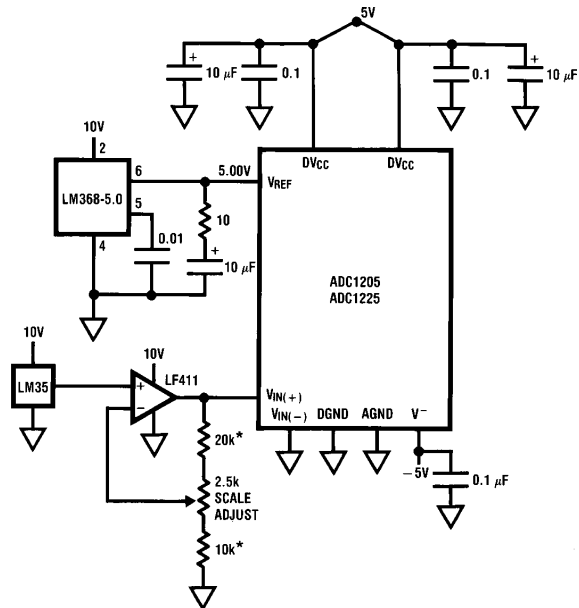 5V
+
10 µF
0.1
0.1
+
10 µF
10V
2
DVCC
DVCC
LM368-5.0
6
5.00V
VREF
5
10
4
0.01
+
10 µF
ADC1205
ADC1225
10V
10V
LF411
LM35
+
−
VIN(+)
VIN(−)
DGND
AGND
V−
20k*
−5V
0.1 µF
2.5k
SCALE
ADJUST
10k*